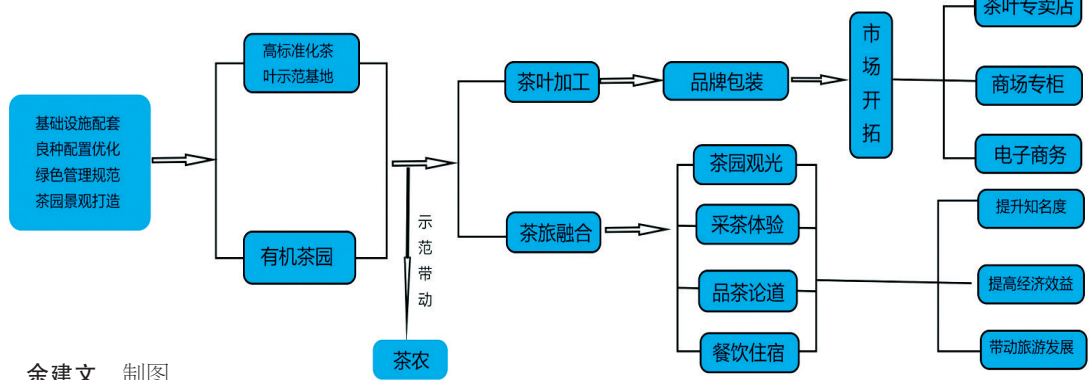 基础设施配套
良种配置优化
绿色管理规范
茶园景观打造
高标准化茶
叶示范基地
有机茶园
示范带动
茶农
茶叶加工
品牌包装
市场开拓
茶叶专卖店
商场专柜
电子商务
茶旅融合
茶园观光
采茶体验
品茶论道
餐饮住宿
提升知名度
提高经济效益
带动旅游发展
余建文 制图